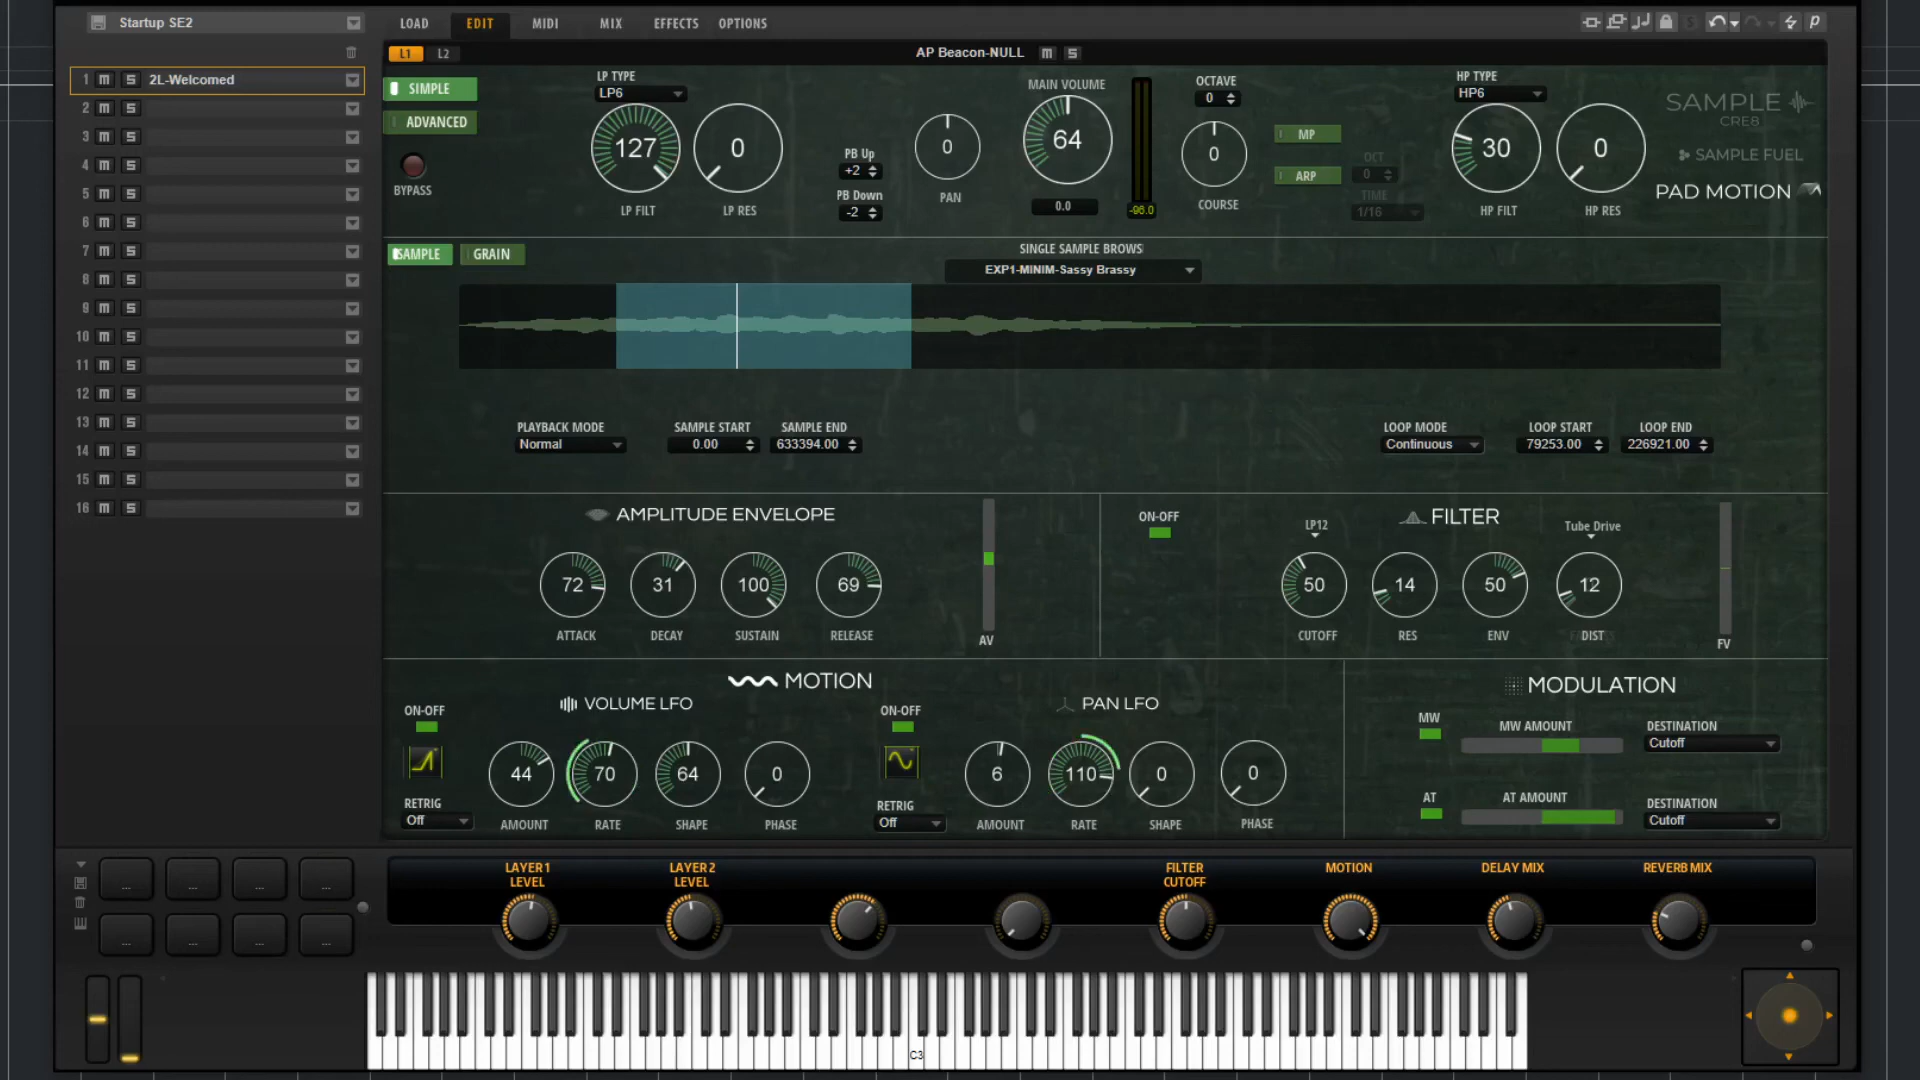 Startup SE2
LOAD EDIT MIDI MIX EFFECTS OPTIONS
L1 L2 AP Beacon-NULL m S
1 m S 2L-Welcomed
2 m S
3 m S
4 m S
5 m S
6 m S
7 m S
8 m S
9 m S
10 m S
11 m S
12 m S
13 m S
14 m S
15 m S
16 m S
SIMPLE
ADVANCED
BYPASS
LP TYPE
LP6
127 0
LP FILT LP RES
PB Up
+2
PB Down
-2
0
PAN
MAIN VOLUME
64
0.0
-96.0
OCTAVE
0
0
COURSE
MP
ARP
OCT
0
TIME
1/16
HP TYPE
HP6
30 0
HP FILT HP RES
SAMPLE
CRE8
SAMPLE FUEL
PAD MOTION
SAMPLE GRAIN
SINGLE SAMPLE BROWS
EXP1-MINIM-Sassy Brassy
PLAYBACK MODE SAMPLE START SAMPLE END
Normal 0.00 633394.00
LOOP MODE LOOP START LOOP END
Continuous 79253.00 226921.00
AMPLITUDE ENVELOPE
72 31 100 69
ATTACK DECAY SUSTAIN RELEASE
AV
ON-OFF
FILTER
LP12 Tube Drive
50 14 50 12
CUTOFF RES ENV DIST
FV
MOTION
VOLUME LFO
ON-OFF
44 70 64 0
RETRIG
Off
AMOUNT RATE SHAPE PHASE
PAN LFO
ON-OFF
6 110 0 0
RETRIG
Off
AMOUNT RATE SHAPE PHASE
MODULATION
MW MW AMOUNT DESTINATION
Cutoff
AT AT AMOUNT DESTINATION
Cutoff
... ... ... ...
... ... ... ...
LAYER 1
LEVEL
LAYER 2
LEVEL
FILTER
CUTOFF
MOTION
DELAY MIX
REVERB MIX
C3